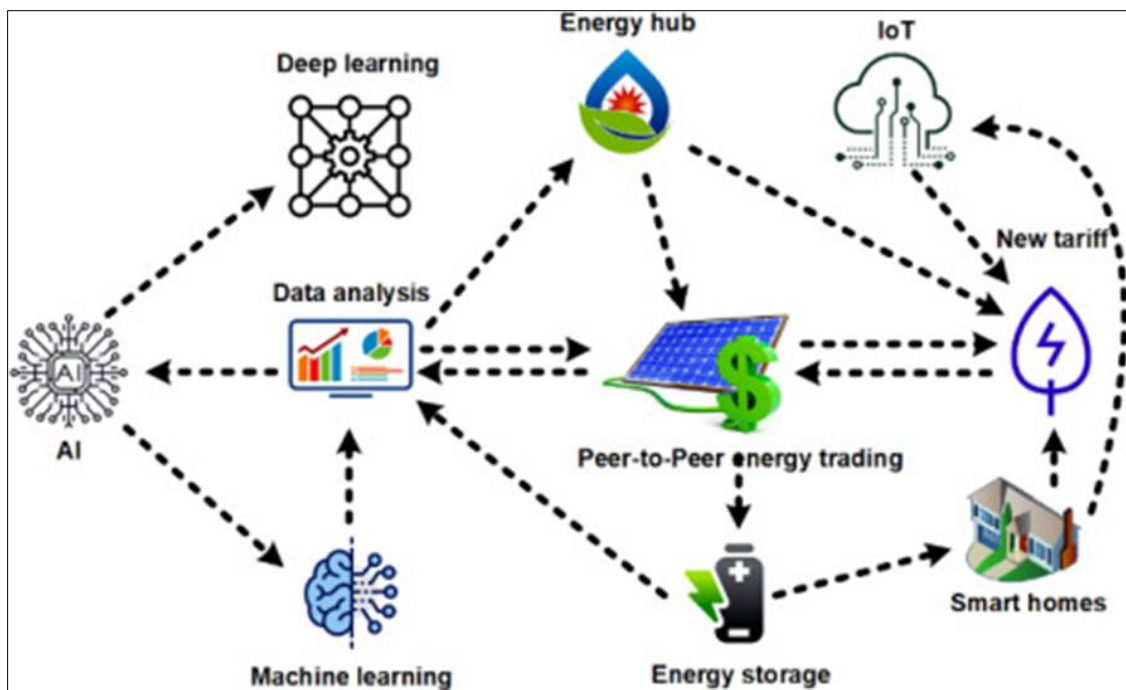 Energy hub
IoT
Deep learning
New tariff
Data analysis
AI
AI
Peer-to-Peer energy trading
Smart homes
Machine learning
Energy storage